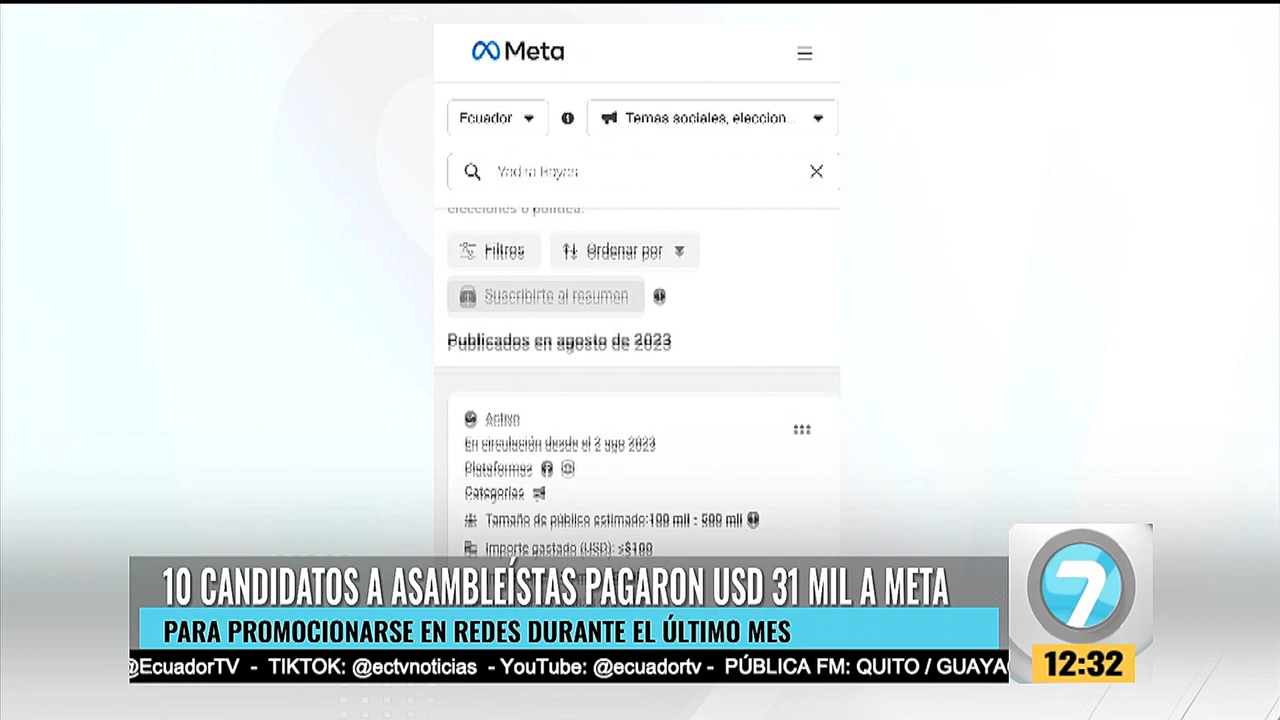 Meta
Ecuador
Temas sociales, eleccion...
elecciones o política.
Filtros
Ordenar por
Suscribirte al resumen
Publicados en agosto de 2023
Activo
En circulación desde el 2 ago 2023
Plataformas
Categorías
Tamaño de público estimado:100 mil - 500 mil
Importe gastado (USD): <$100
10 CANDIDATOS A ASAMBLEÍSTAS PAGARON USD 31 MIL A META
PARA PROMOCIONARSE EN REDES DURANTE EL ÚLTIMO MES
@EcuadorTV - TIKTOK: @ectvnoticias - YouTube: @ecuadortv - PÚBLICA FM: QUITO / GUAYA
7
12:32